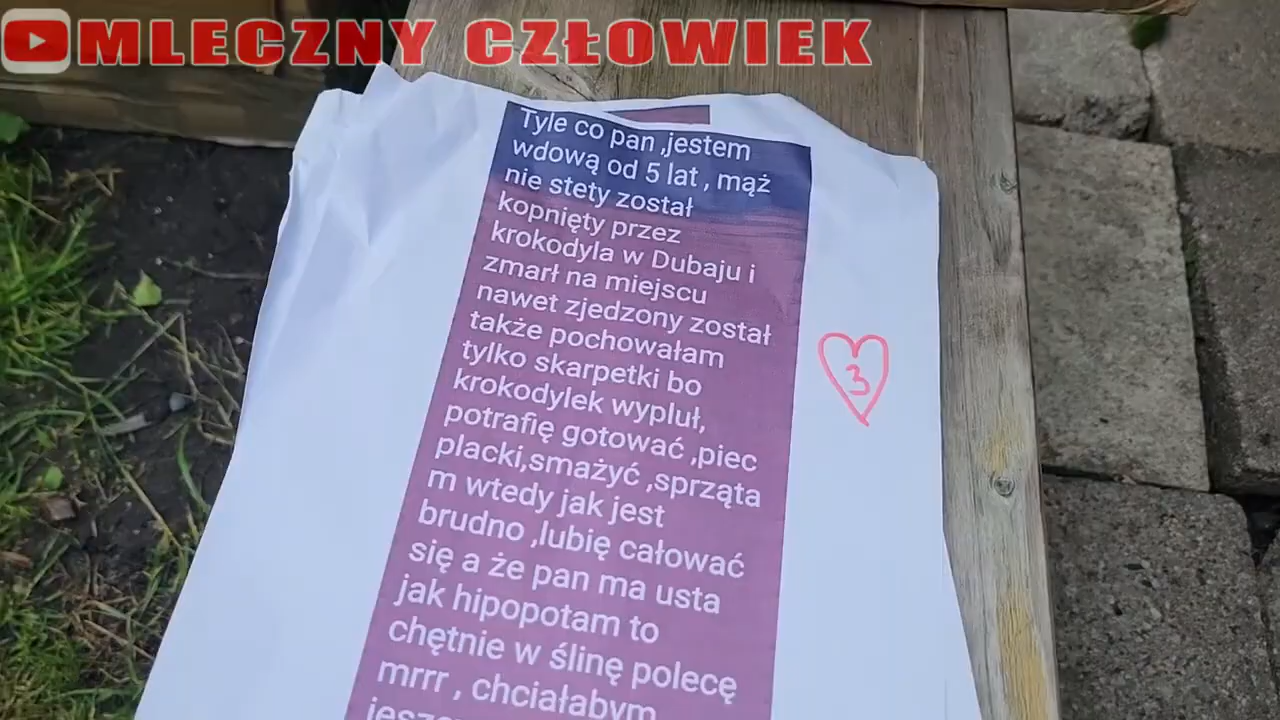 MLECZNY CZŁOWIEK
Tyle co pan ,jestem
wdową od 5 lat , mąż
nie stety został
kopnięty przez
krokodyla w Dubaju i
zmarł na miejscu
nawet zjedzony został
także pochowałam
tylko skarpetki bo
krokodylek wypluł,
potrafię gotować ,piec
placki,smażyć ,sprząta
m wtedy jak jest
brudno ,lubię całować
się a że pan ma usta
jak hipopotam to
chętnie w ślinę polecę
mrrr , chciałabym
3